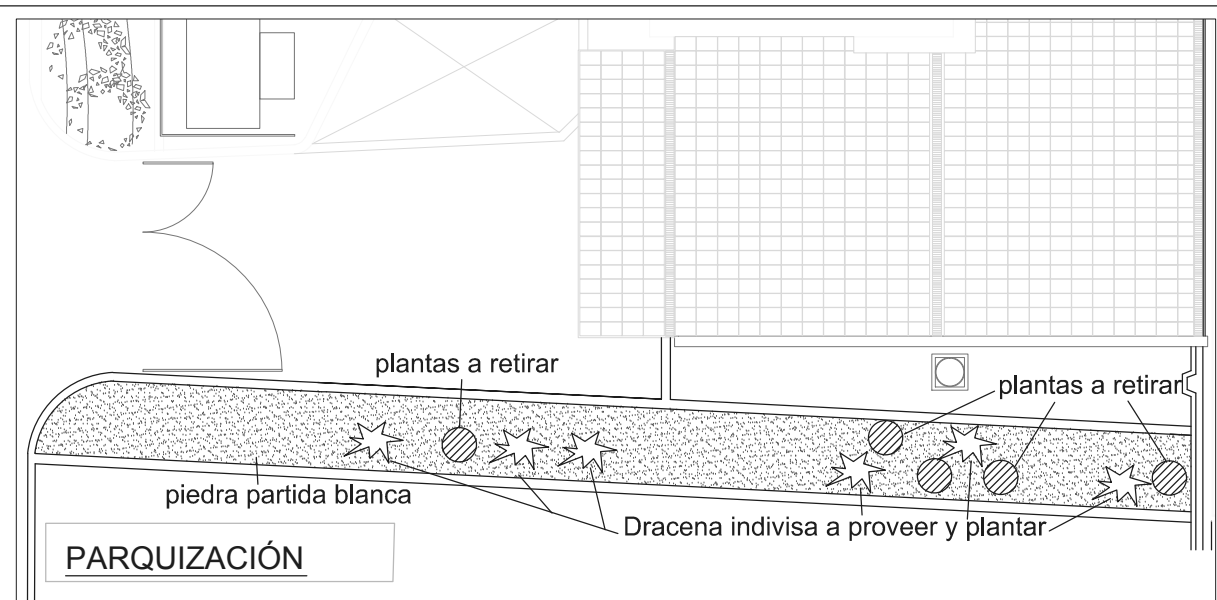 plantas a retirar
plantas a retirar
piedra partida blanca
Dracena indivisa a proveer y plantar
PARQUIZACIÓN